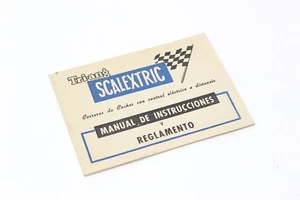 Tri-ang
SCALEXTRIC
Carreras de Coches con control eléctrico a distancia
MANUAL DE INSTRUCCIONES
Y
REGLAMENTO